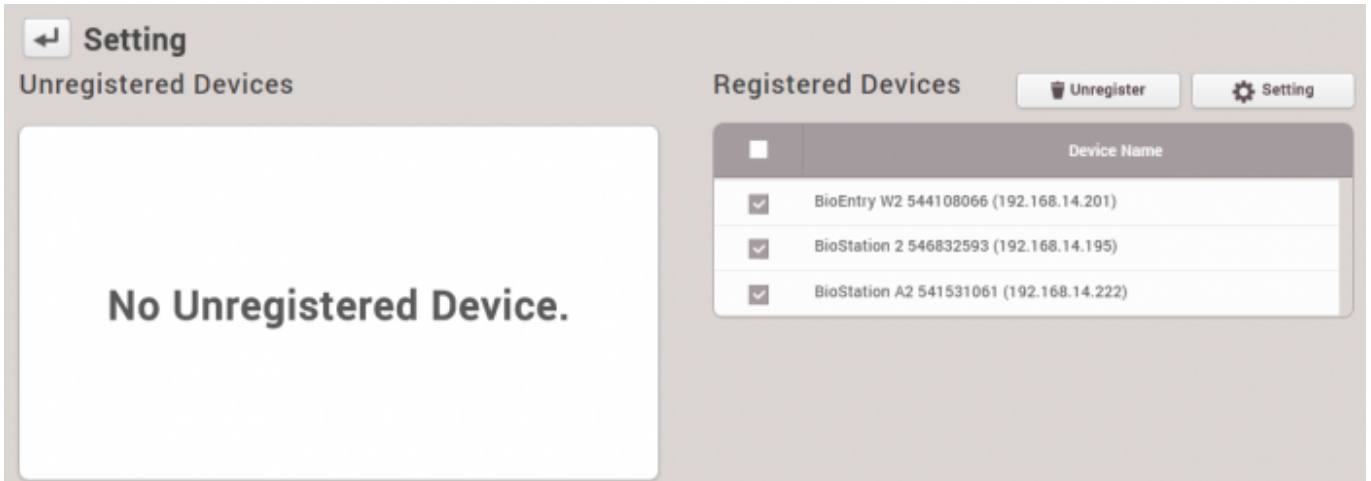 Setting
Unregistered Devices
No Unregistered Device.
Registered Devices
Unregister
Setting
Device Name
BioEntry W2 544108066 (192.168.14.201)
BioStation 2 546832593 (192.168.14.195)
BioStation A2 541531061 (192.168.14.222)